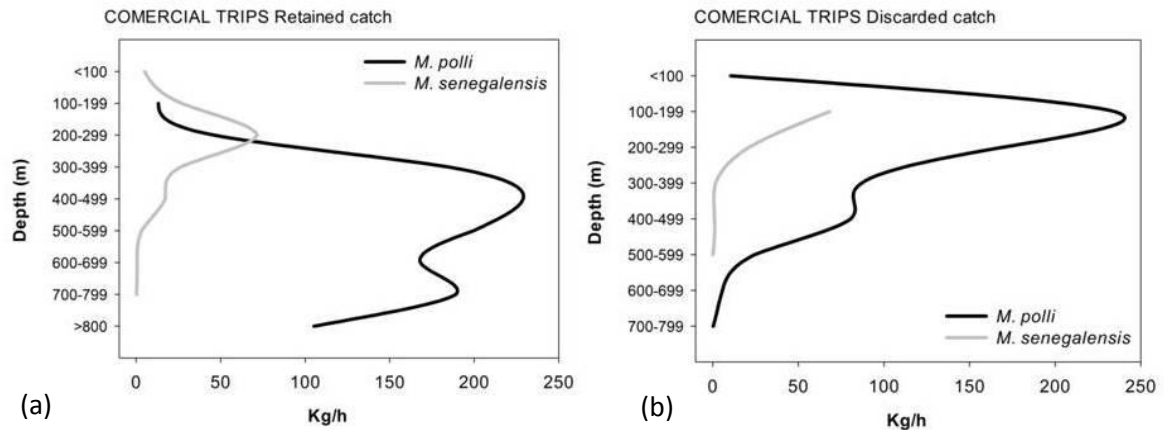 COMERCIAL TRIPS Retained catch
M. polli
M. senegalensis
Depth (m)
<100
100-199
200-299
300-399
400-499
500-599
600-699
700-799
>800
0 50 100 150 200 250
Kg/h
(a)
COMERCIAL TRIPS Discarded catch
Depth (m)
<100
100-199
200-299
300-399
400-499
500-599
600-699
700-799
M. polli
M. senegalensis
0 50 100 150 200 250
Kg/h
(b)